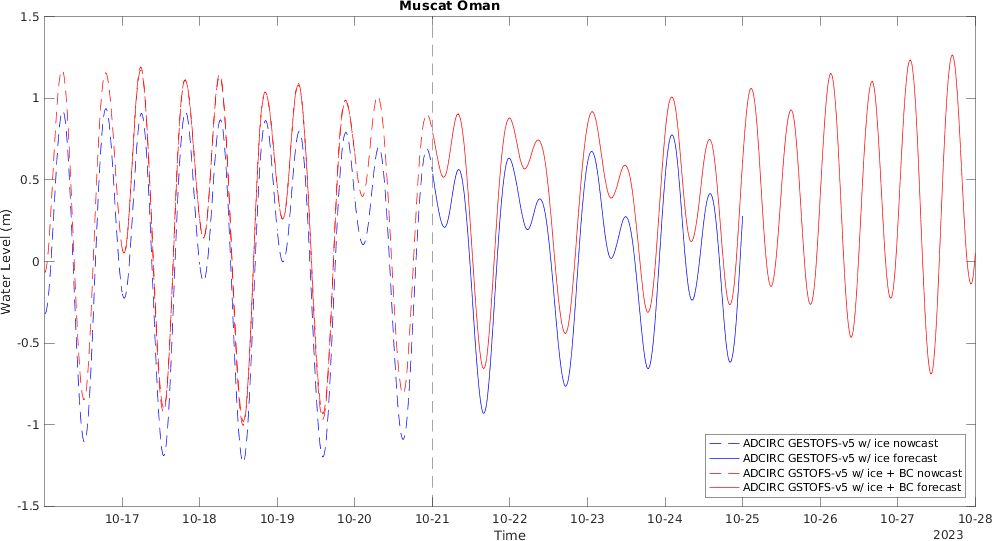 Muscat Oman
1.5
1
0.5
0
-0.5
-1
-1.5
Water Level (m)
10-17 10-18 10-19 10-20 10-21 10-22 10-23 10-24 10-25 10-26 10-27 10-28
Time
2023
ADCIRC GESTOFS-v5 w/ ice nowcast
ADCIRC GESTOFS-v5 w/ ice forecast
ADCIRC GSTOFS-v5 w/ ice + BC nowcast
ADCIRC GSTOFS-v5 w/ ice + BC forecast